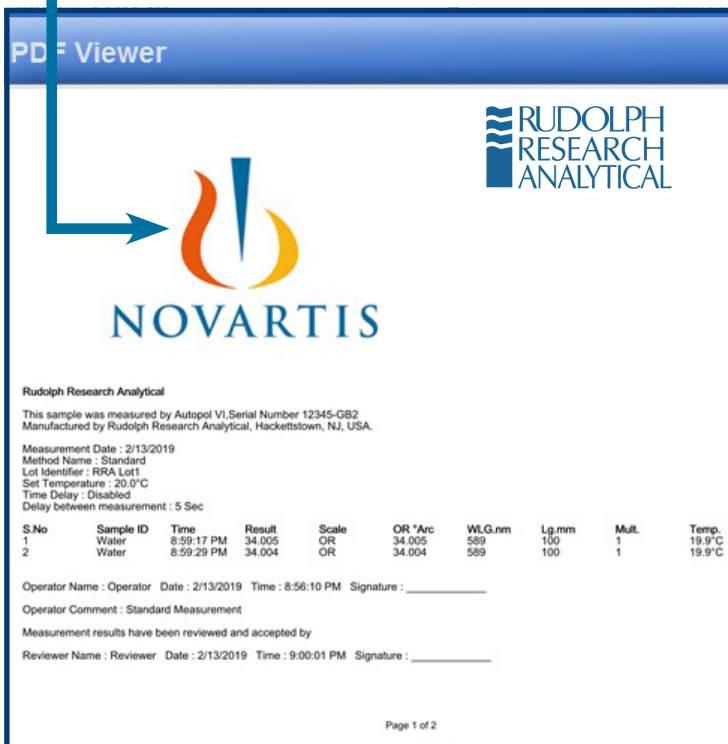 PDF Viewer
RUDOLPH
RESEARCH
ANALYTICAL
NOVARTIS
Rudolph Research Analytical
This sample was measured by Autopol VI,Serial Number 12345-GB2
Manufactured by Rudolph Research Analytical, Hackettstown, NJ, USA.
Measurement Date : 2/13/2019
Method Name : Standard
Lot Identifier : RRA Lot1
Set Temperature : 20.0°C
Time Delay : Disabled
Delay between measurement : 5 Sec
S.No Sample ID Time Result Scale OR °Arc WLG.nm Lg.mm Mult. Temp.
1 Water 8:59:17 PM 34.005 OR 34.005 589 100 1 19.9°C
2 Water 8:59:29 PM 34.004 OR 34.004 589 100 1 19.9°C
Operator Name : Operator Date : 2/13/2019 Time : 8:56:10 PM Signature : ____________
Operator Comment : Standard Measurement
Measurement results have been reviewed and accepted by
Reviewer Name : Reviewer Date : 2/13/2019 Time : 9:00:01 PM Signature : ____________
Page 1 of 2